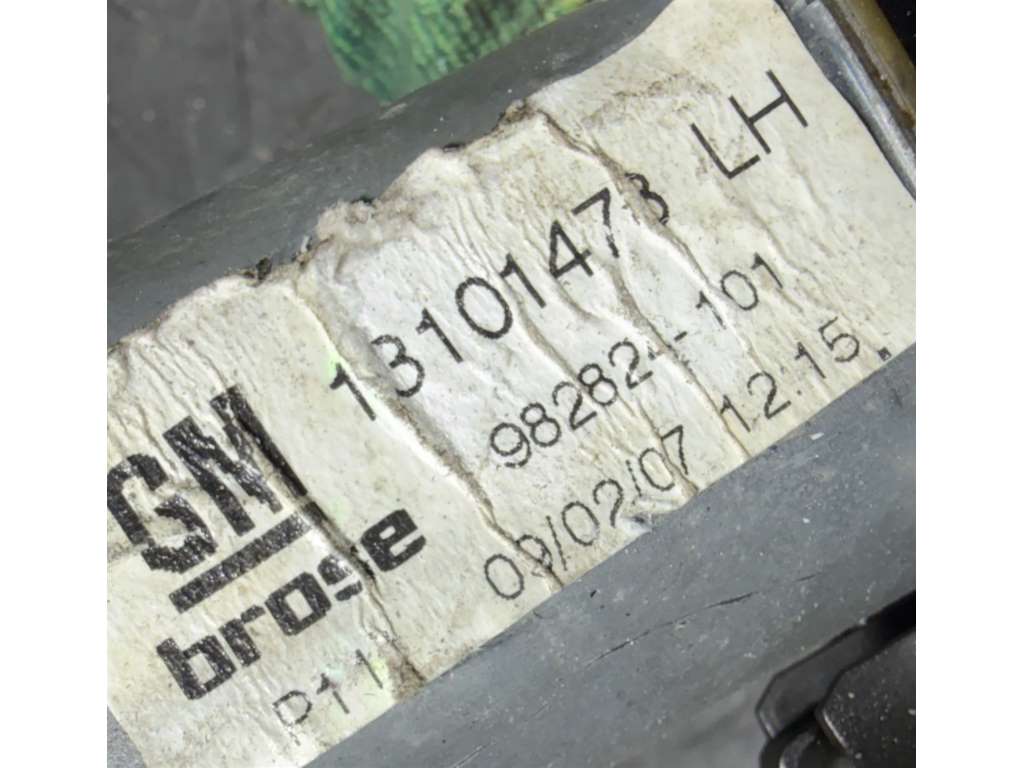 GM
brose
P11
13101473 LH
982824-101
09/02/07 12:15